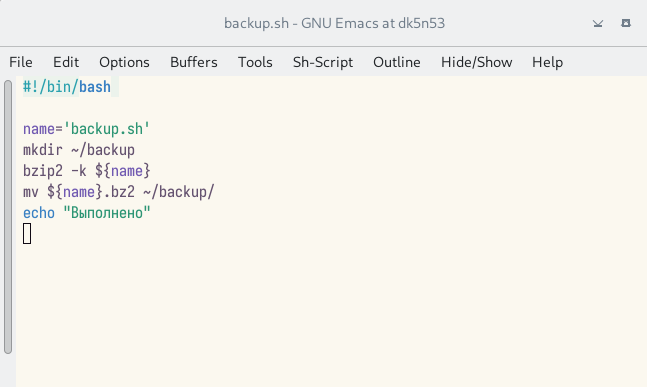 backup.sh - GNU Emacs at dk5n53
File Edit Options Buffers Tools Sh-Script Outline Hide/Show Help
#!/bin/bash
name='backup.sh'
mkdir ~/backup
bzip2 -k ${name}
mv ${name}.bz2 ~/backup/
echo "Выполнено"